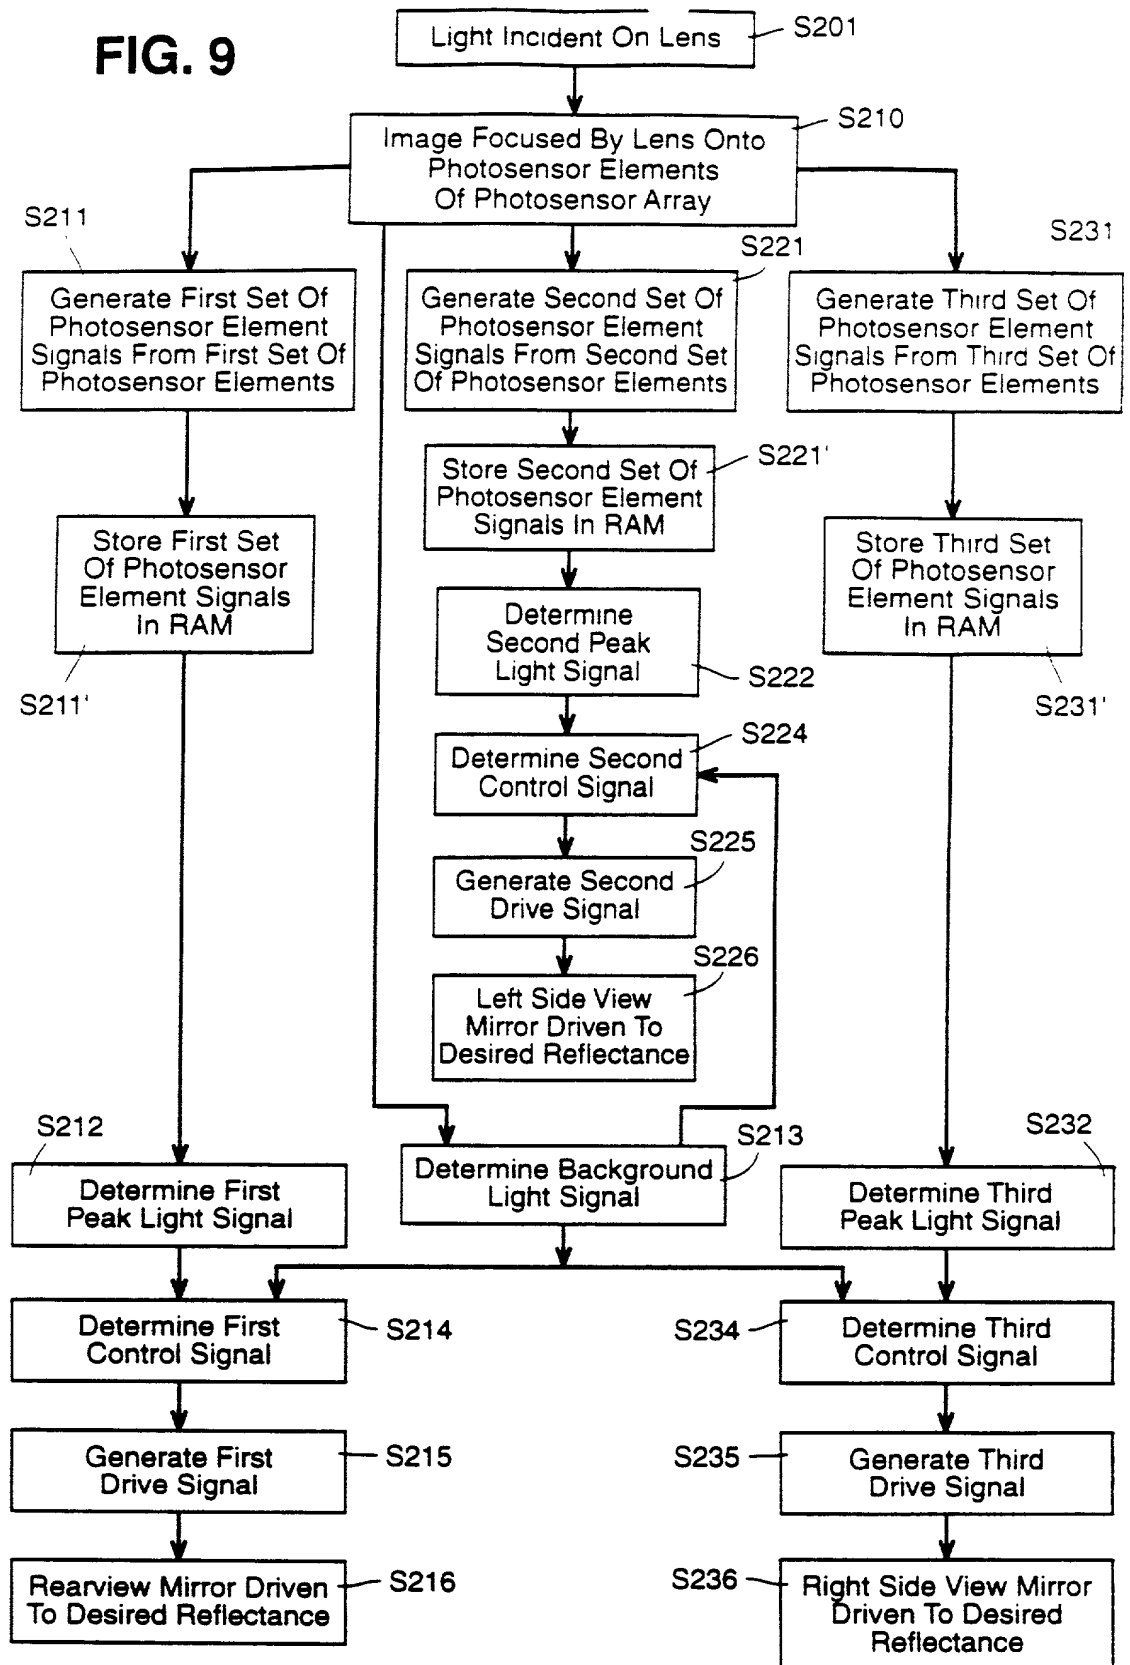 FIG. 9
Light Incident On Lens
S201
Image Focused By Lens Onto
Photosensor Elements
Of Photosensor Array
S210
S211
Generate First Set Of
Photosensor Element
Signals From First Set Of
Photosensor Elements
S221
Generate Second Set Of
Photosensor Element
Signals From Second Set
Of Photosensor Elements
S231
Generate Third Set Of
Photosensor Element
Signals From Third Set Of
Photosensor Elements
Store First Set
Of Photosensor
Element Signals
In RAM
S211'
Store Second Set Of
Photosensor Element
Signals In RAM
S221'
Store Third Set
Of Photosensor
Element Signals
In RAM
S231'
Determine
Second Peak
Light Signal
S222
Determine Second
Control Signal
S224
Generate Second
Drive Signal
S225
Left Side View
Mirror Driven To
Desired Reflectance
S226
S212
Determine First
Peak Light Signal
Determine Background
Light Signal
S213
S232
Determine Third
Peak Light Signal
Determine First
Control Signal
S214
S234
Determine Third
Control Signal
Generate First
Drive Signal
S215
S235
Generate Third
Drive Signal
Rearview Mirror Driven
To Desired Reflectance
S216
S236
Right Side View Mirror
Driven To Desired
Reflectance